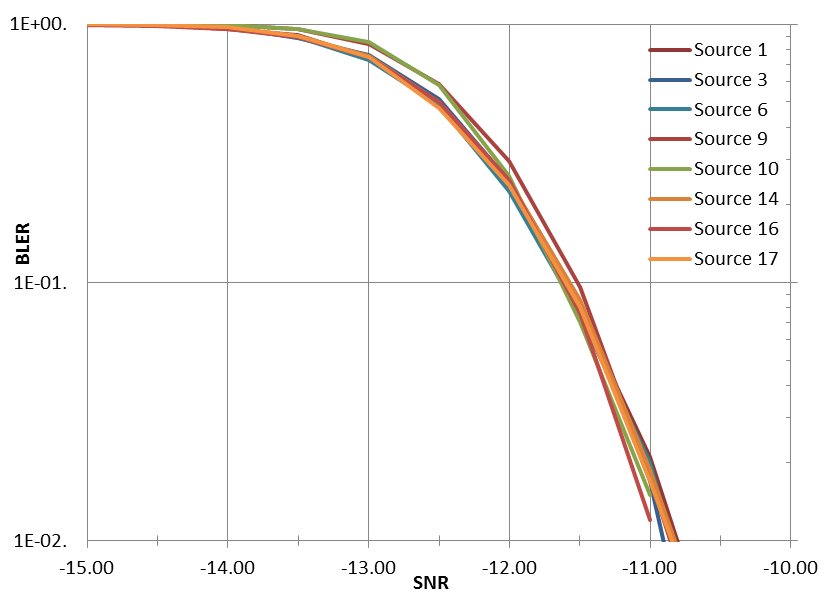 1E+00.
Source 1
Source 3
Source 6
Source 9
Source 10
Source 14
Source 16
Source 17
BLER
1E-01.
1E-02.
-15.00 -14.00 -13.00 -12.00 -11.00 -10.00
SNR